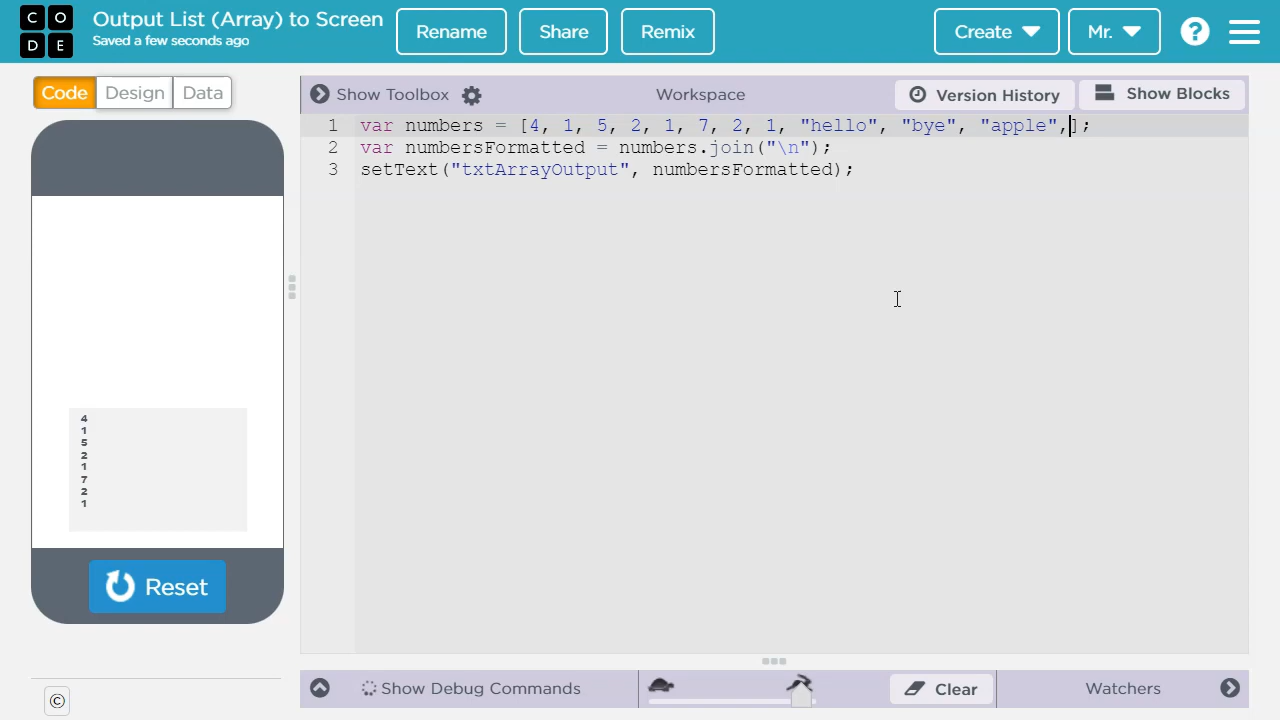 C O
D E
Output List (Array) to Screen
Saved a few seconds ago
Rename
Share
Remix
Create
Mr.
?
Code
Design
Data
Show Toolbox
Workspace
Version History
Show Blocks
1 var numbers = [4, 1, 5, 2, 1, 7, 2, 1, "hello", "bye", "apple",];
2 var numbersFormatted = numbers.join("\n");
3 setText("txtArrayOutput", numbersFormatted);
4
1
5
2
1
7
2
1
Reset
©
Show Debug Commands
Clear
Watchers